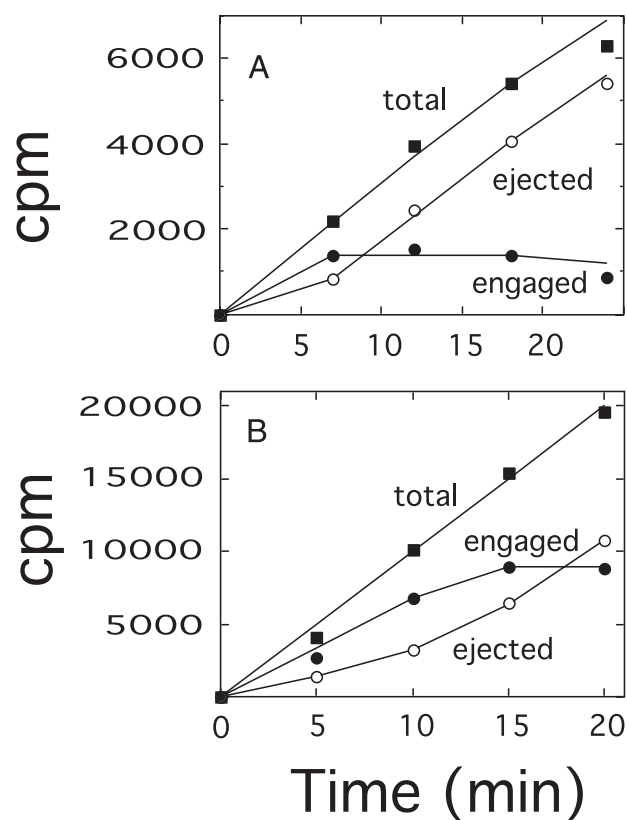 A
cpm
6000
4000
2000
total
ejected
engaged
0 5 10 15 20
B
cpm
20000
15000
10000
5000
total
engaged
ejected
0 5 10 15 20
Time (min)